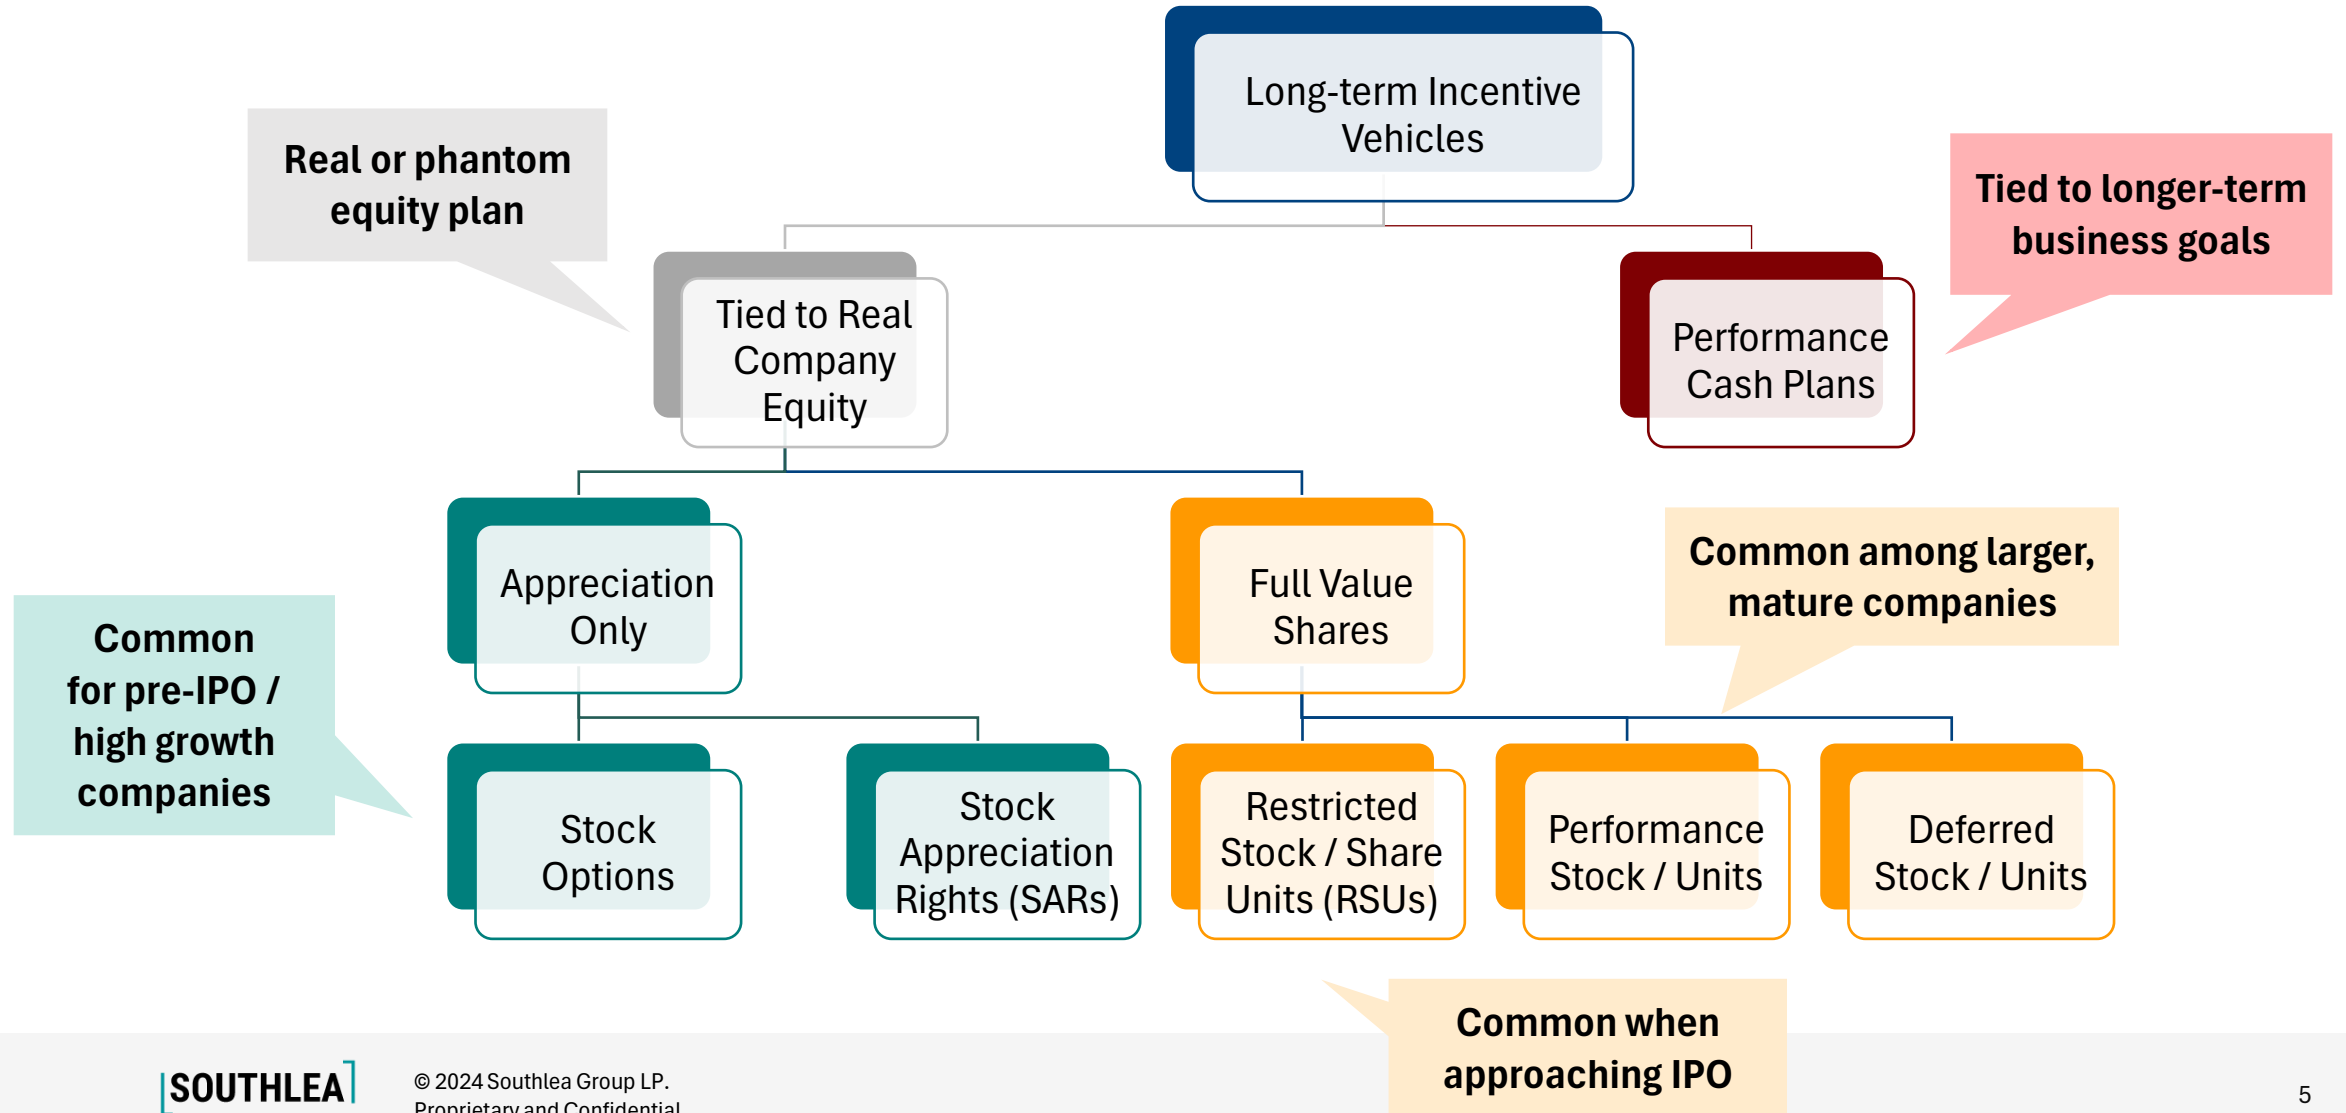 Long-term Incentive
Vehicles
Real or phantom
equity plan
Tied to longer-term
business goals
Tied to Real
Company
Equity
Performance
Cash Plans
Appreciation
Only
Full Value
Shares
Common among larger,
mature companies
Common
for pre-IPO /
high growth
companies
Stock
Options
Stock
Appreciation
Rights (SARs)
Restricted
Stock / Share
Units (RSUs)
Performance
Stock / Units
Deferred
Stock / Units
Common when
approaching IPO
SOUTHLEA
© 2024 Southlea Group LP.
Proprietary and Confidential
5